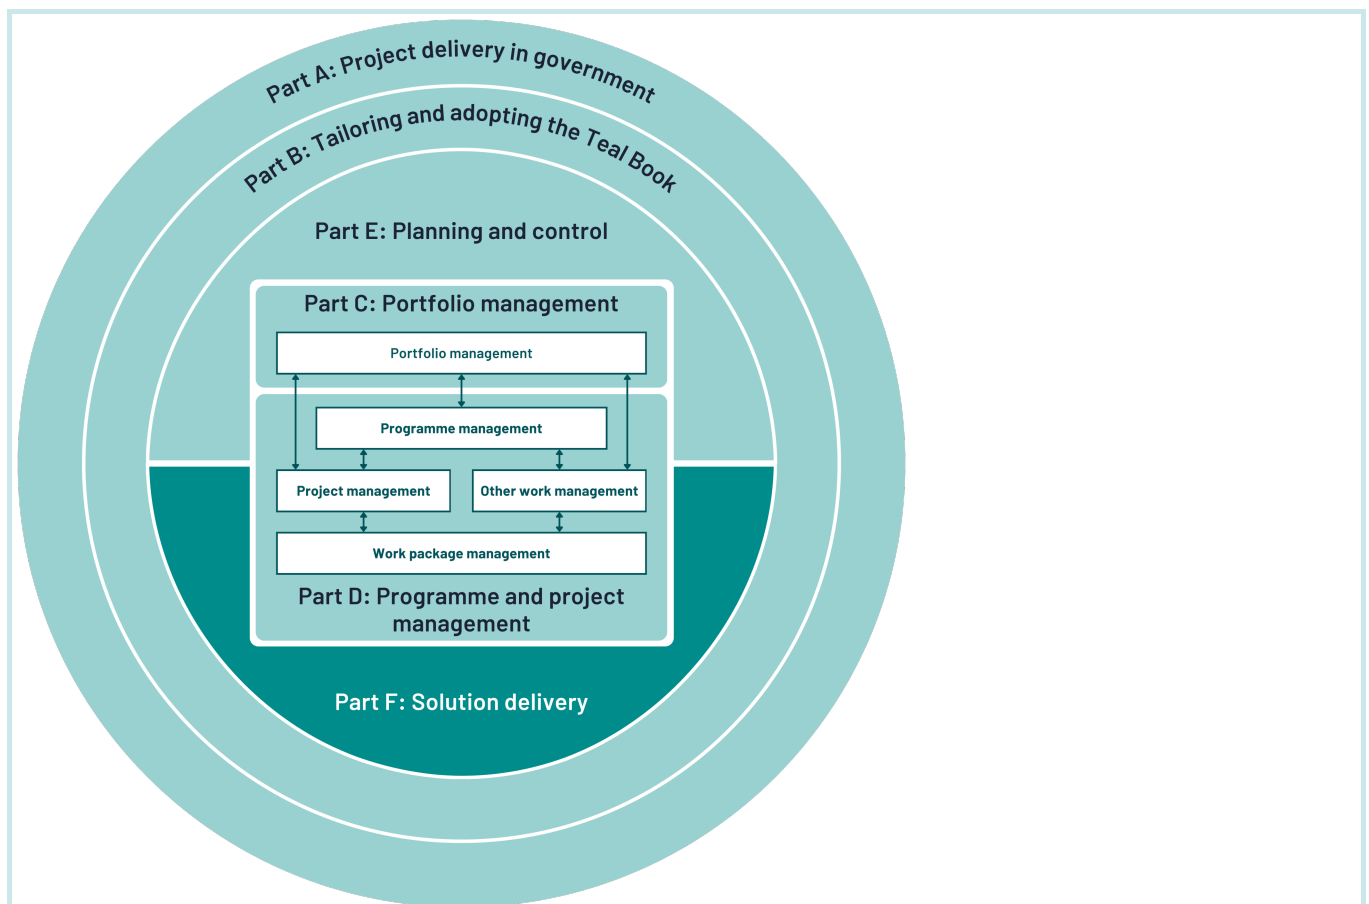 Part A: Project delivery in government
Part B: Tailoring and adopting the Teal Book
Part E: Planning and control
Part C: Portfolio management
Portfolio management
Programme management
Project management
Other work management
Work package management
Part D: Programme and project
management
Part F: Solution delivery